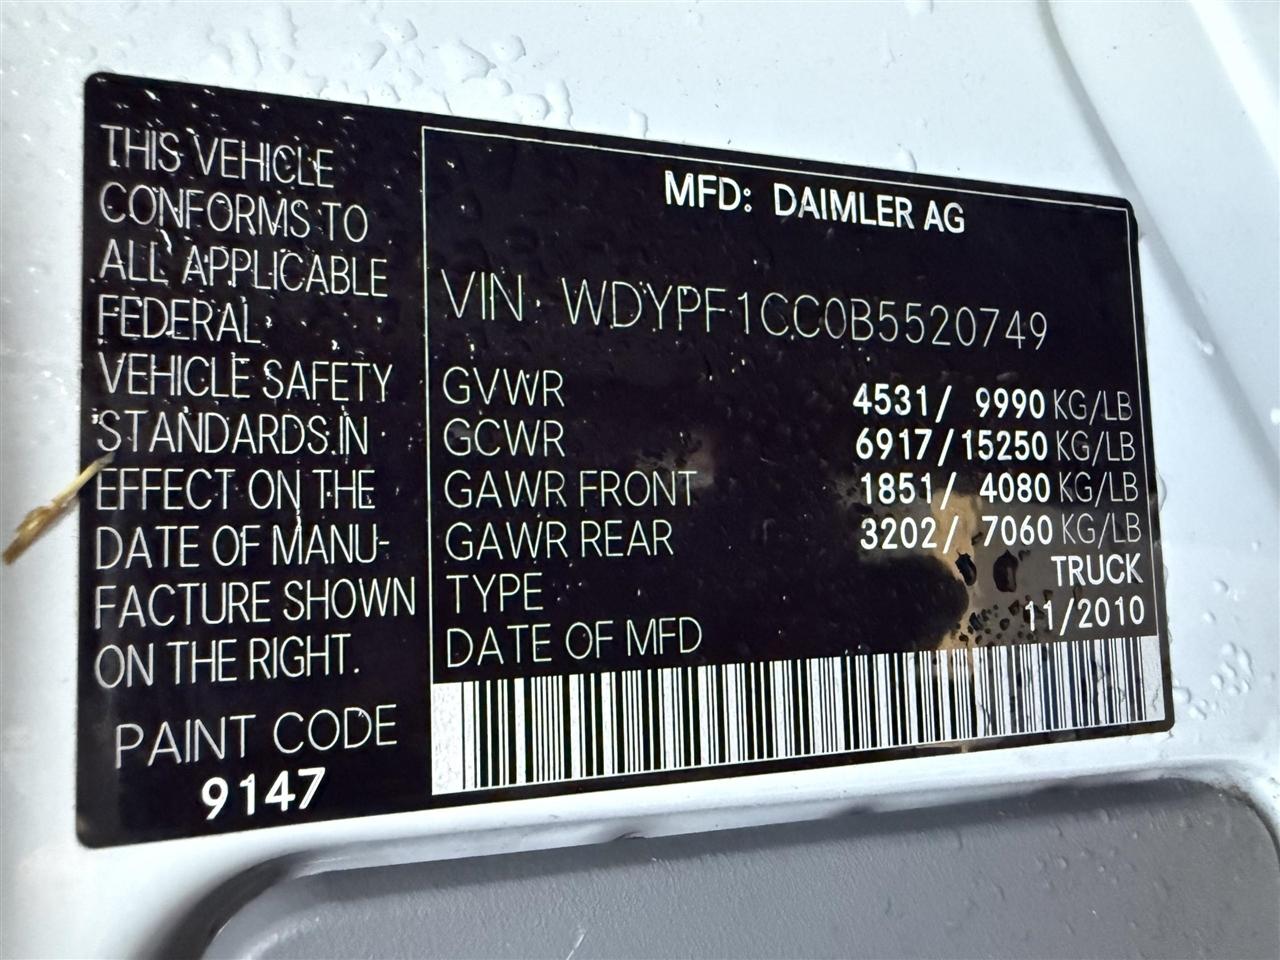 THIS VEHICLE
CONFORMS TO
ALL APPLICABLE
FEDERAL
VEHICLE SAFETY
STANDARDS IN
EFFECT ON THE
DATE OF MANU-
FACTURE SHOWN
ON THE RIGHT.
PAINT CODE
9147
MFD: DAIMLER AG
VIN WDYPF1CC0B5520749
GVWR 4531/ 9990 KG/LB
GCWR 6917/15250 KG/LB
GAWR FRONT 1851/ 4080 KG/LB
GAWR REAR 3202/ 7060 KG/LB
TYPE TRUCK
DATE OF MFD 11/2010